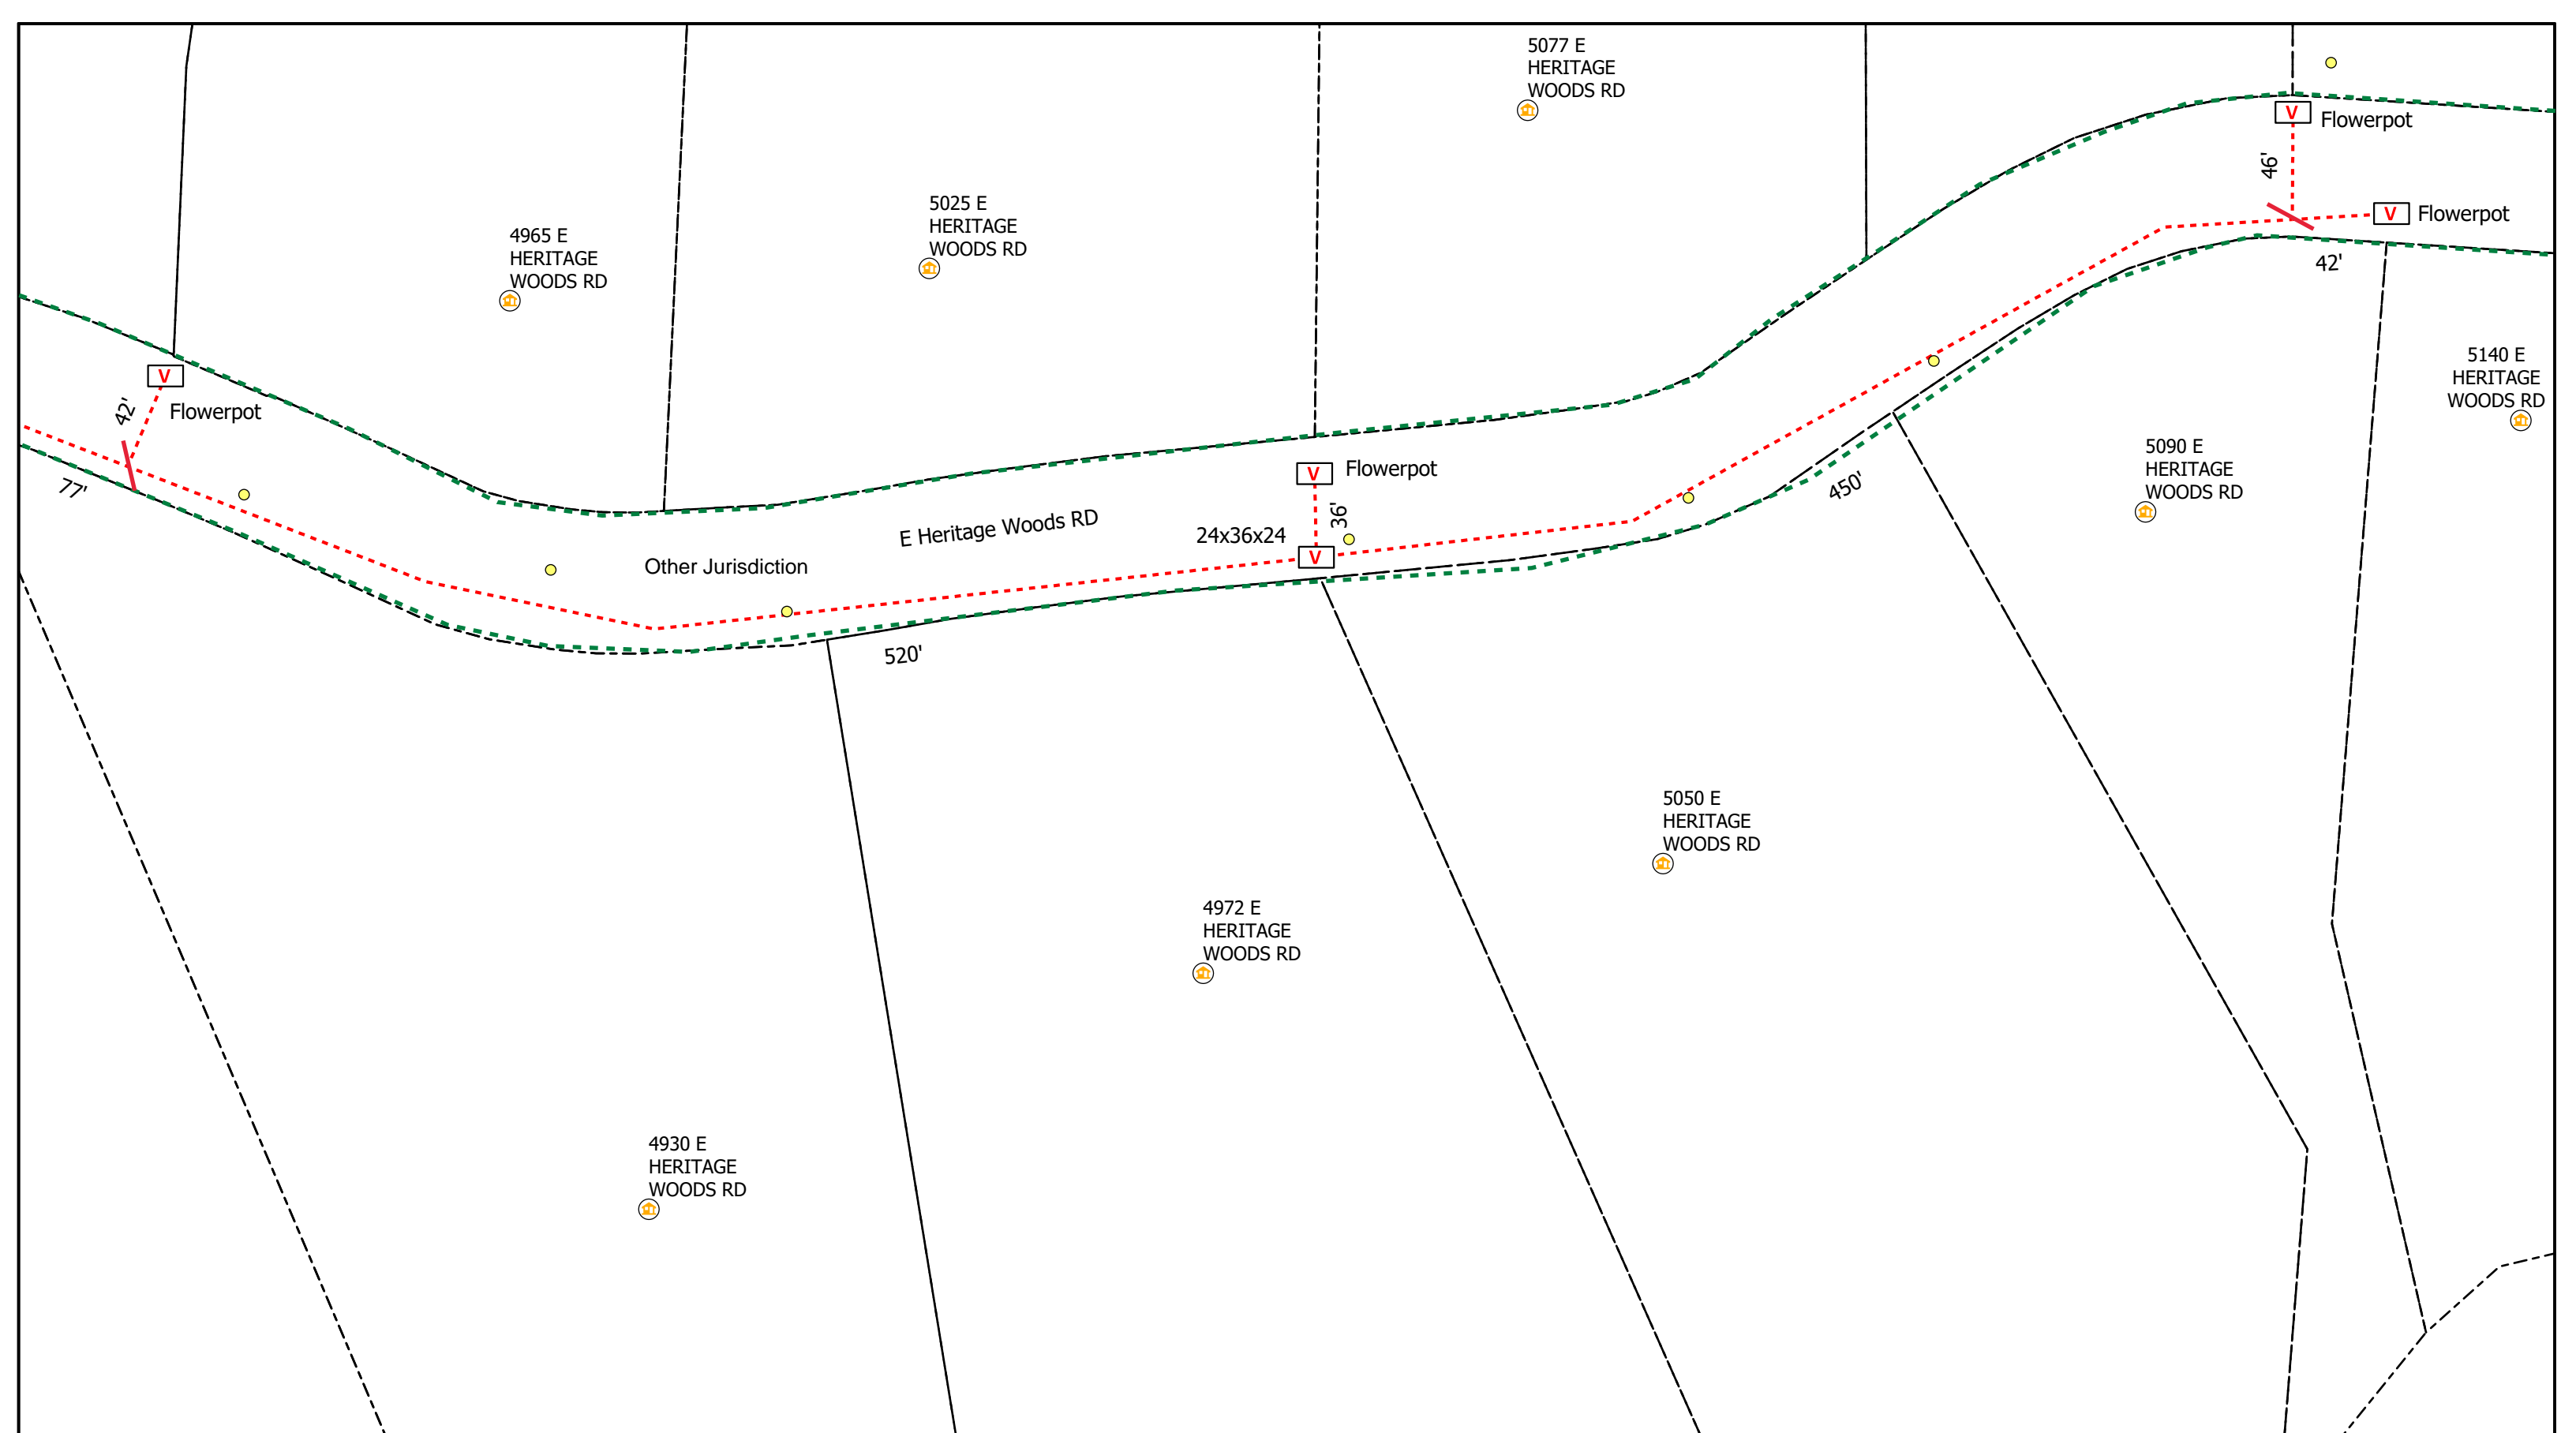 5077 E
HERITAGE
WOODS RD
V
Flowerpot
46'
V
Flowerpot
42'
5025 E
HERITAGE
WOODS RD
4965 E
HERITAGE
WOODS RD
V
42'
Flowerpot
77'
5140 E
HERITAGE
WOODS RD
5090 E
HERITAGE
WOODS RD
450'
V
Flowerpot
36'
24x36x24
V
E Heritage Woods RD
Other Jurisdiction
520'
5050 E
HERITAGE
WOODS RD
4972 E
HERITAGE
WOODS RD
4930 E
HERITAGE
WOODS RD